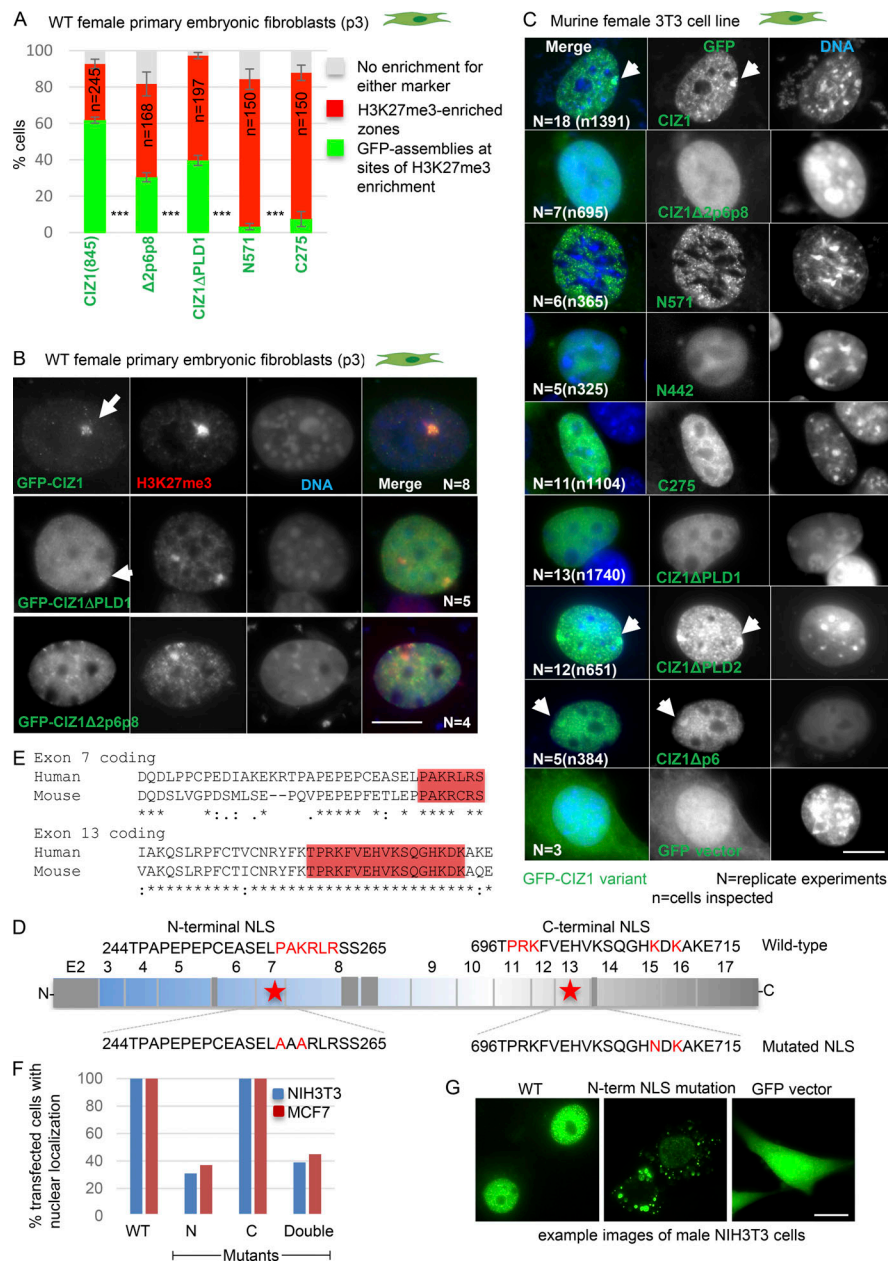 A WT female primary embryonic fibroblasts (p3)
100
80
60
40
20
0
% cells
n=245
n=168
n=197
n=150
n=150
*** *** *** ***
CIZ1(845)
Δ2p6p8
CIZ1ΔPLD1
N571
C275
No enrichment for
either marker
H3K27me3-enriched
zones
GFP-assemblies at
sites of H3K27me3
enrichment
B WT female primary embryonic fibroblasts (p3)
GFP-CIZ1 H3K27me3 DNA Merge N=8
GFP-CIZ1ΔPLD1 N=5
GFP-CIZ1Δ2p6p8 N=4
C Murine female 3T3 cell line
Merge GFP DNA
N=18 (n1391) CIZ1
N=7(n695) CIZ1Δ2p6p8
N=6(n365) N571
N=5(n325) N442
N=11(n1104) C275
N=13(n1740) CIZ1ΔPLD1
N=12(n651) CIZ1ΔPLD2
N=5(n384) CIZ1Δp6
N=3 GFP vector
GFP-CIZ1 variant N=replicate experiments
n=cells inspected
E Exon 7 coding
Human DQDLPPCPEDIAKEKRTPAPEPEPCEASELPAKRLRS
Mouse DQDSLVGPDSMLSE--PQVPEPEPFETLEPPAKRCRS
Exon 13 coding
Human IAKQSLRPFCTVCNRYFKTPRKFVEHVKSQGHKDKAKE
Mouse VAKQSLRPFCTICNRYFKTPRKFVEHVKSQGHKDKAQE
:**********:************************:*
D N-terminal NLS C-terminal NLS
244TPAPEPEPCEASELPAKRLRSS265 696TPRKFVEHVKSQGHKDKAKE715 Wild-type
E2 3 4 5 6 7 8 9 10 11 12 13 14 15 16 17
N- -C
244TPAPEPEPCEASELAAARLRSS265 696TPRKFVEHVKSQGHNDKAKE715 Mutated NLS
F
% transfected cells with
nuclear localization
100
80
60
40
20
NIH3T3
MCF7
WT N C Double
Mutants
G WT N-term NLS mutation GFP vector
example images of male NIH3T3 cells